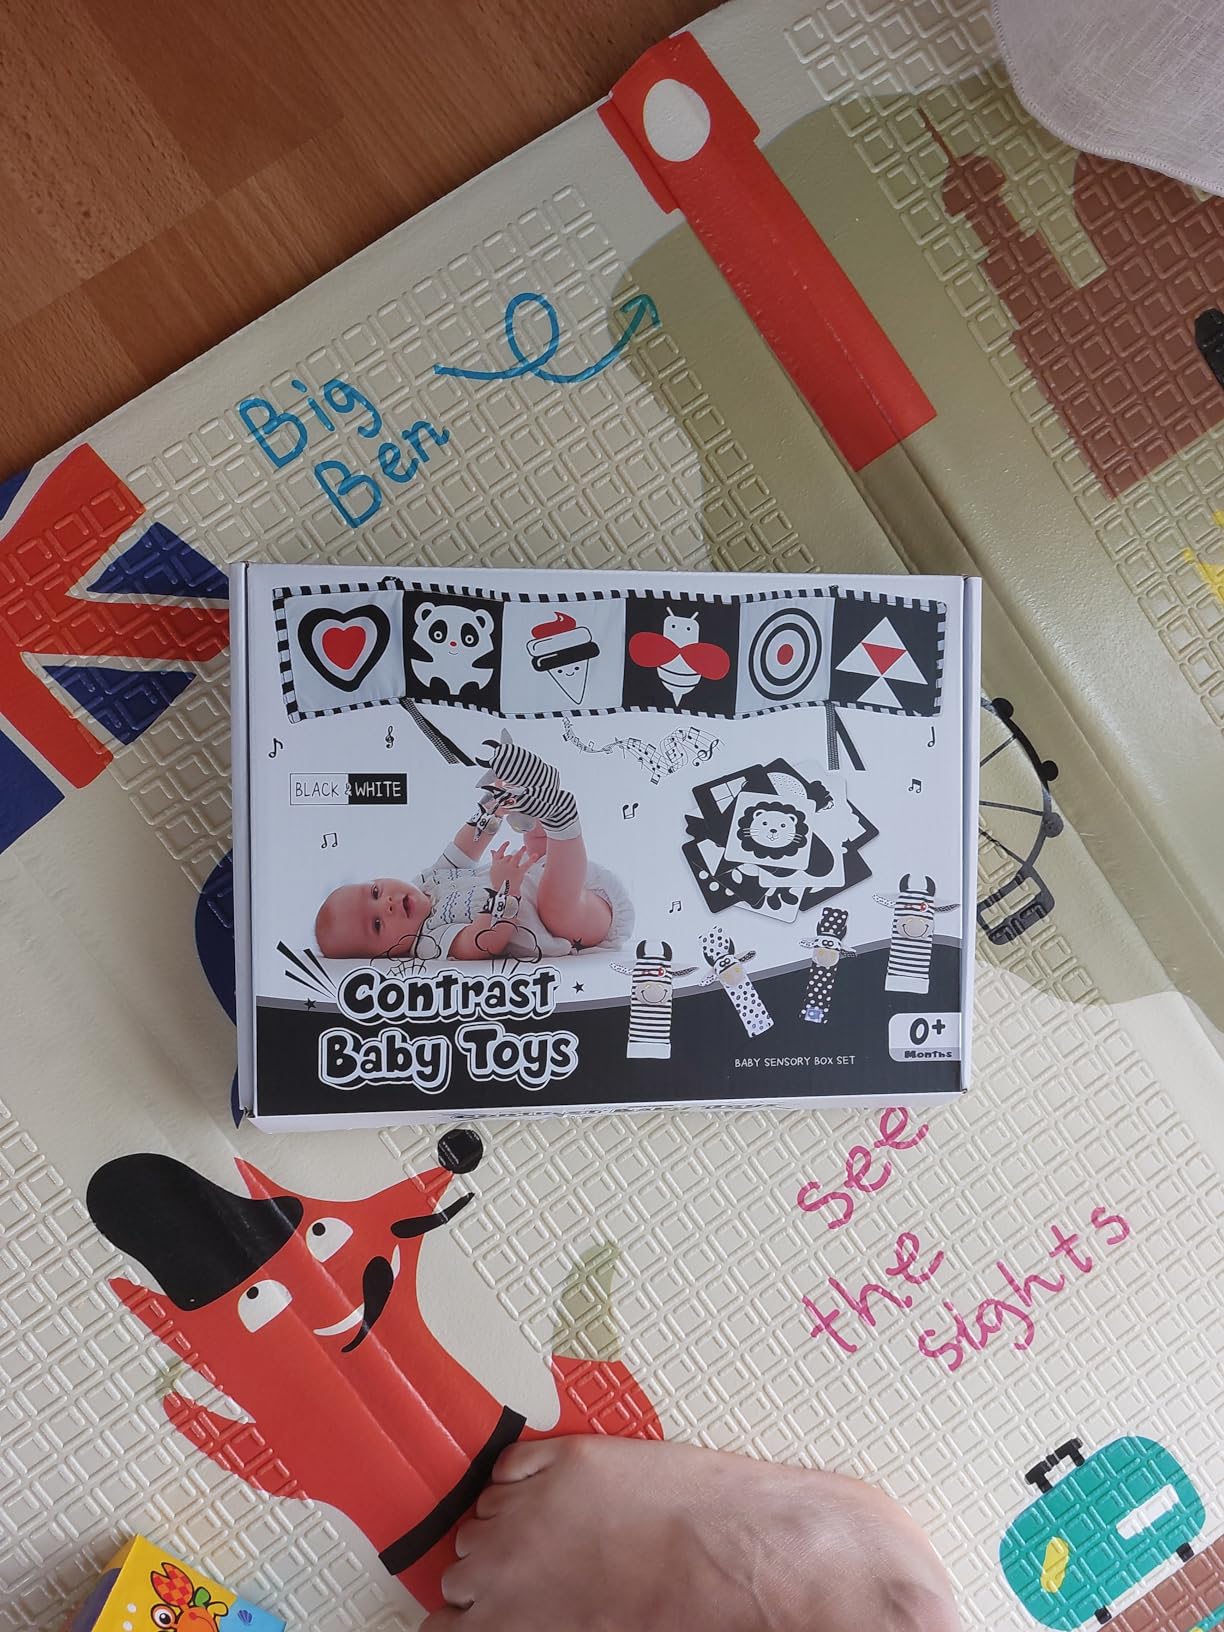 Big
Ben
BLACK & WHITE
Contrast
Baby Toys
BABY SENSORY BOX SET
0+
Months
see
the
sights